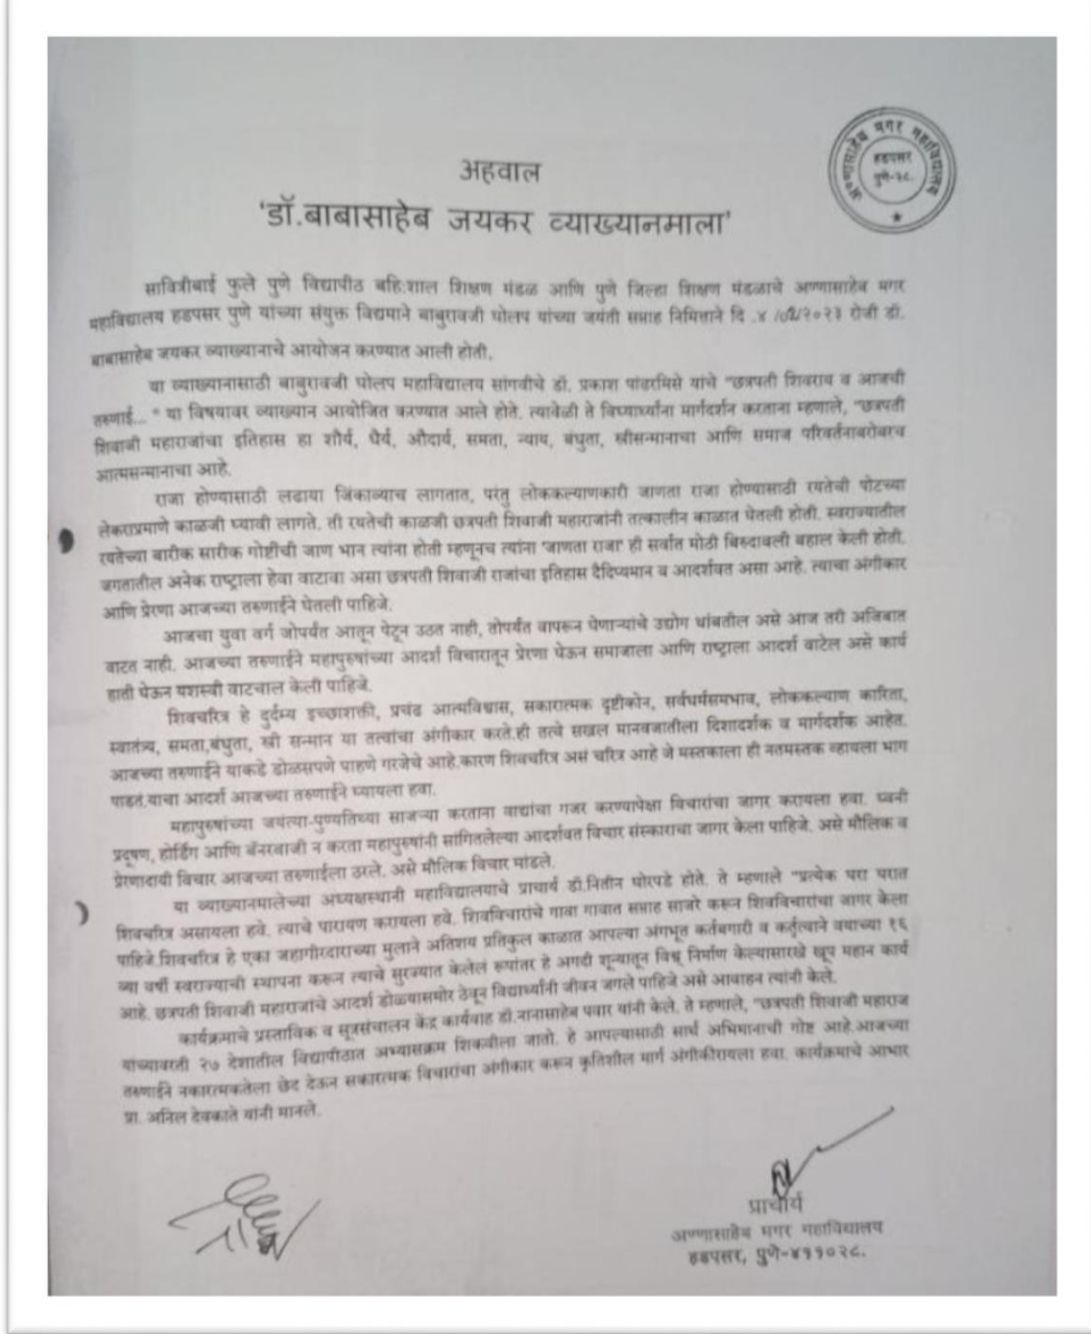 अण्णासाहेब मगर महाविद्यालय
हडपसर
पुणे-२८.
अहवाल
'डॉ.बाबासाहेब जयकर व्याख्यानमाला'
सावित्रीबाई फुले पुणे विद्यापीठ बहि:शाल शिक्षण मंडळ आणि पुणे जिल्हा शिक्षण मंडळाचे अण्णासाहेब मगर
महाविद्यालय हडपसर पुणे यांच्या संयुक्त विद्यमाने बाबुरावजी घोलप यांच्या जयंती सप्ताह निमित्ताने दि .४ /०८/२०२३ रोजी डॉ.
बाबासाहेब जयकर व्याख्यानाचे आयोजन करण्यात आली होती.
या व्याख्यानासाठी बाबुरावजी घोलप महाविद्यालय सांगवीचे डॉ. प्रकाश पांढरमिसे यांचे "छत्रपती शिवराय व आजची
तरुणाई... " या विषयावर व्याख्यान आयोजित करण्यात आले होते. त्यावेळी ते विध्यार्थ्यांना मार्गदर्शन करताना म्हणाले, "छत्रपती
शिवाजी महाराजांचा इतिहास हा शौर्य, धैर्य, औदार्य, समता, न्याय, बंधुता, स्त्रीसन्मानाचा आणि समाज परिवर्तनाबरोबरच
आत्मसन्मानाचा आहे.
राजा होण्यासाठी लढाया जिंकाव्याच लागतात, परंतु लोककल्याणकारी जाणता राजा होण्यासाठी रयतेची पोटच्या
लेकराप्रमाणे काळजी घ्यावी लागते. ती रयतेची काळजी छत्रपती शिवाजी महाराजांनी तत्कालीन काळात घेतली होती. स्वराज्यातील
रयतेच्या बारीक सारीक गोष्टीची जाण भान त्यांना होती म्हणूनच त्यांना 'जाणता राजा' ही सर्वात मोठी बिरुदावली बहाल केली होती.
जगतातील अनेक राष्ट्राला हेवा वाटावा असा छत्रपती शिवाजी राजांचा इतिहास दैदिप्यमान व आदर्शवत असा आहे. त्याचा अंगीकार
आणि प्रेरणा आजच्या तरुणाईने घेतली पाहिजे.
आजचा युवा वर्ग जोपर्यंत आतून पेटून उठत नाही, तोपर्यंत वापरून घेणाऱ्यांचे उद्योग थांबतील असे आज तरी अजिबात
वाटत नाही. आजच्या तरुणाईने महापुरुषांच्या आदर्श विचारातून प्रेरणा घेऊन समाजाला आणि राष्ट्राला आदर्श वाटेल असे कार्य
हाती घेऊन यशस्वी वाटचाल केली पाहिजे.
शिवचरित्र हे दुर्दम्य इच्छाशक्ती, प्रचंड आत्मविश्वास, सकारात्मक दृष्टीकोन, सर्वधर्मसमभाव, लोककल्याण कारिता,
स्वातंत्र्य, समता,बंधुता, स्त्री सन्मान या तत्वांचा अंगीकार करते.ही तत्वे सखल मानवजातीला दिशादर्शक व मार्गदर्शक आहेत.
आजच्या तरुणाईने याकडे डोळसपणे पाहणे गरजेचे आहे.कारण शिवचरित्र असं चरित्र आहे जे मस्तकाला ही नतमस्तक व्हायला भाग
पाडतं.याचा आदर्श आजच्या तरुणाईने घ्यायला हवा.
महापुरुषांच्या जयंत्या-पुण्यतिथ्या साजऱ्या करताना वाद्यांचा गजर करण्यापेक्षा विचारांचा जागर करायला हवा. ध्वनी
प्रदूषण, होर्डिंग आणि बॅनरबाजी न करता महापुरुषांनी सांगितलेल्या आदर्शवत विचार संस्काराचा जागर केला पाहिजे. असे मौलिक व
प्रेरणादायी विचार आजच्या तरुणाईला ठरले. असे मौलिक विचार मांडले.
या व्याख्यानमालेच्या अध्यक्षस्थानी महाविद्यालयाचे प्राचार्य डॉ.नितीन घोरपडे होते. ते म्हणाले "प्रत्येक घरा घरात
शिवचरित्र असायला हवे. त्याचे पारायण करायला हवे. शिवविचारांचे गावा गावात सप्ताह साजरे करून शिवविचारांचा जागर केला
पाहिजे.शिवचरित्र हे एका जहागीरदाराच्या मुलाने अतिशय प्रतिकुल काळात आपल्या अंगभूत कर्तबगारी व कर्तृत्वाने वयाच्या १६
व्या वर्षी स्वराज्याची स्थापना करून त्याचे सुराज्यात केलेलं रूपांतर हे अगदी शून्यातून विश्व निर्माण केल्यासारखे खूप महान कार्य
आहे. छत्रपती शिवाजी महाराजांचे आदर्श डोळ्यासमोर ठेवून विद्यार्थ्यांनी जीवन जगले पाहिजे असे आवाहन त्यांनी केले.
कार्यक्रमाचे प्रस्ताविक व सूत्रसंचालन केंद्र कार्यवाह डॉ.नानासाहेब पवार यांनी केले. ते म्हणाले, "छत्रपती शिवाजी महाराज
यांच्यावरती २७ देशातील विद्यापीठात अभ्यासक्रम शिकवीला जातो. हे आपल्यासाठी सार्थ अभिमानाची गोष्ट आहे.आजच्या
तरुणाईने नकारात्मकतेला छेद देऊन सकारात्मक विचारांचा अंगीकार करून कृतिशील मार्ग अंगीकीरायला हवा. कार्यक्रमाचे आभार
प्रा. अनिल देवकाते यांनी मानले.
प्राचार्य
अण्णासाहेब मगर महाविद्यालय
हडपसर, पुणे-४११०२८.